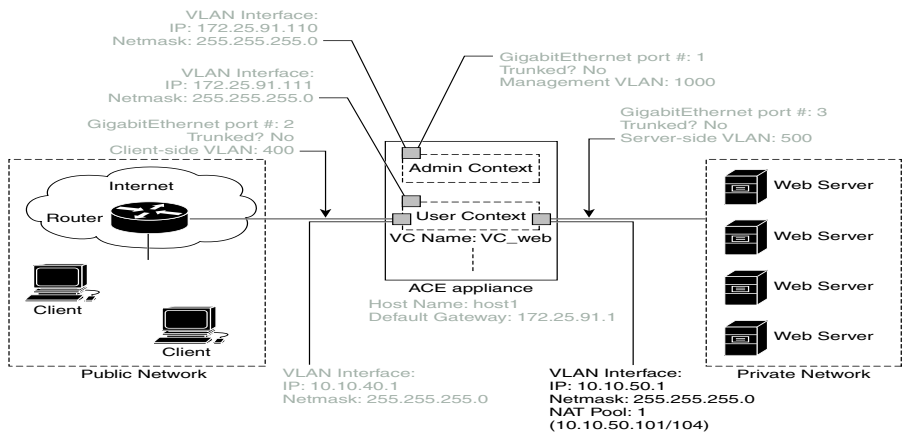 VLAN Interface:
IP: 172.25.91.110
Netmask: 255.255.255.0
GigabitEthernet port #: 1
Trunked? No
Management VLAN: 1000
VLAN Interface:
IP: 172.25.91.111
Netmask: 255.255.255.0
GigabitEthernet port #: 2
Trunked? No
Client-side VLAN: 400
GigabitEthernet port #: 3
Trunked? No
Server-side VLAN: 500
Internet
Router
Client
Client
Public Network
Admin Context
User Context
VC Name: VC_web
ACE appliance
Host Name: host1
Default Gateway: 172.25.91.1
Web Server
Web Server
Web Server
Web Server
Private Network
VLAN Interface:
IP: 10.10.40.1
Netmask: 255.255.255.0
VLAN Interface:
IP: 10.10.50.1
Netmask: 255.255.255.0
NAT Pool: 1
(10.10.50.101/104)